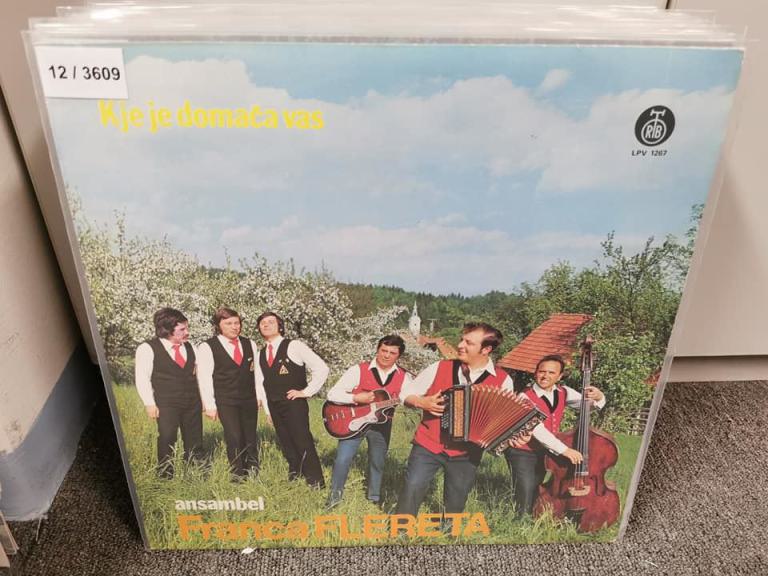 12 / 3609
Kje je domača vas
RTB
LPV 1267
ansambel
Franca FLERETA